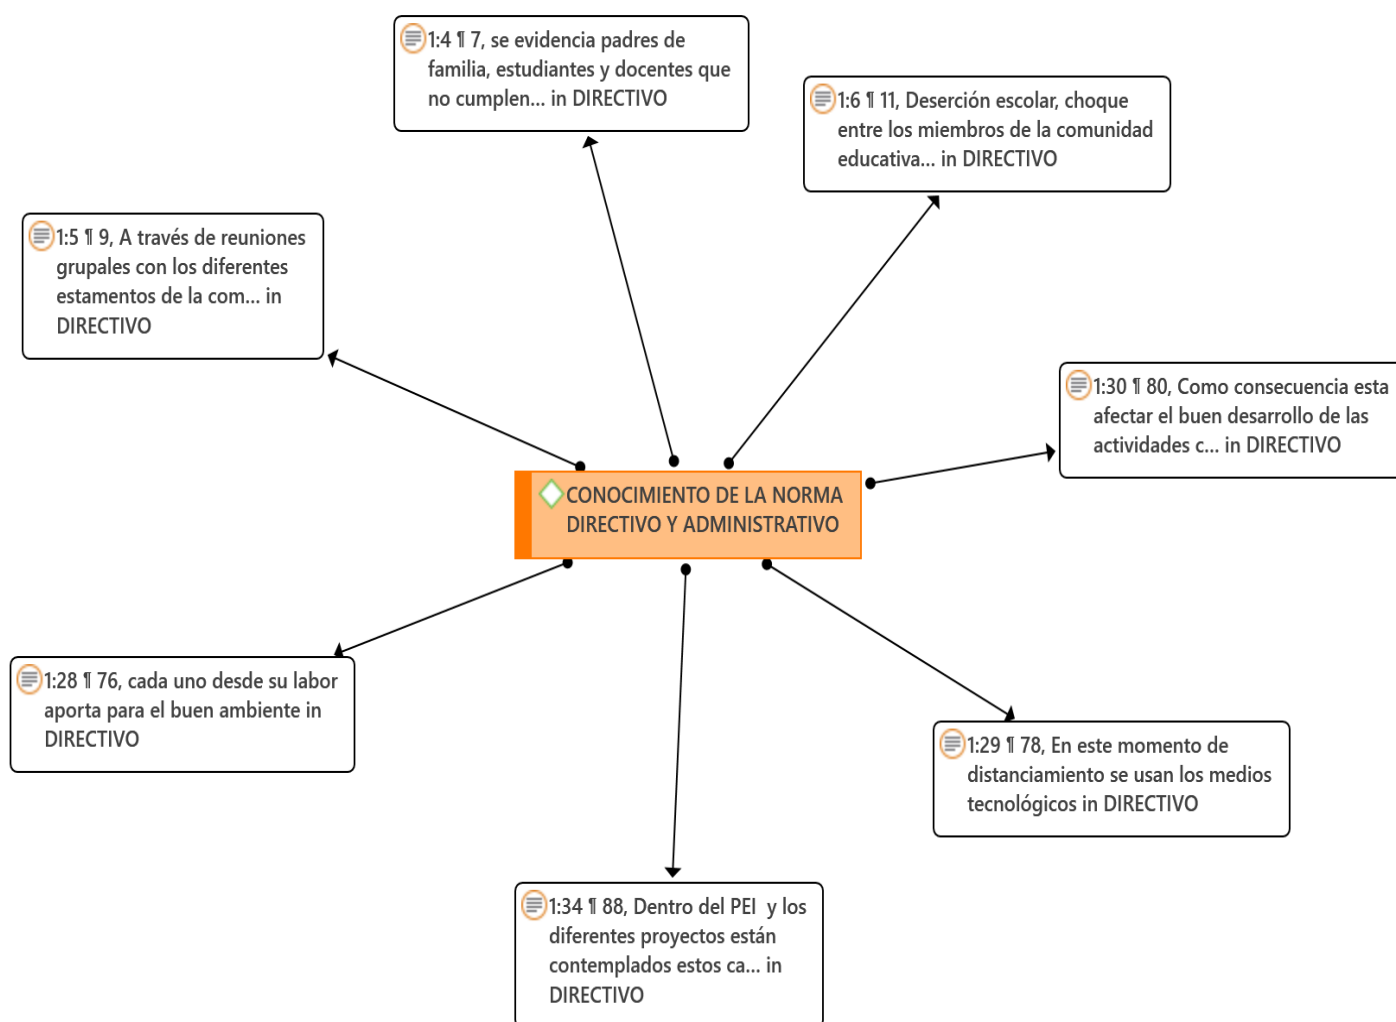 1:4 ¶ 7, se evidencia padres de
familia, estudiantes y docentes que
no cumplen... in DIRECTIVO
1:6 ¶ 11, Deserción escolar, choque
entre los miembros de la comunidad
educativa... in DIRECTIVO
1:5 ¶ 9, A través de reuniones
grupales con los diferentes
estamentos de la com... in
DIRECTIVO
1:30 ¶ 80, Como consecuencia esta
afectar el buen desarrollo de las
actividades c... in DIRECTIVO
CONOCIMIENTO DE LA NORMA
DIRECTIVO Y ADMINISTRATIVO
1:28 ¶ 76, cada uno desde su labor
aporta para el buen ambiente in
DIRECTIVO
1:29 ¶ 78, En este momento de
distanciamiento se usan los medios
tecnológicos in DIRECTIVO
1:34 ¶ 88, Dentro del PEI  y los
diferentes proyectos están
contemplados estos ca... in
DIRECTIVO